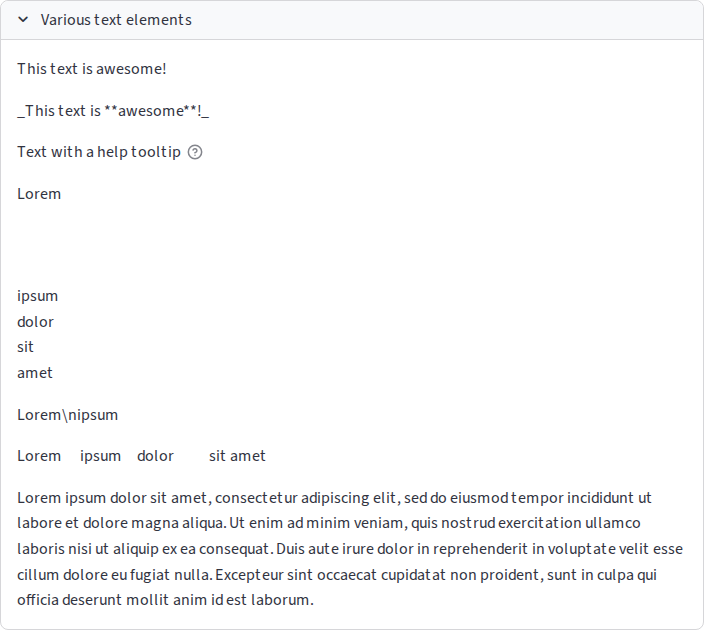 Various text elements
This text is awesome!
_This text is **awesome**!_
Text with a help tooltip
Lorem
ipsum
dolor
sit
amet
Lorem\nipsum
Lorem    ipsum   dolor       sit amet
Lorem ipsum dolor sit amet, consectetur adipiscing elit, sed do eiusmod tempor incididunt ut
labore et dolore magna aliqua. Ut enim ad minim veniam, quis nostrud exercitation ullamco
laboris nisi ut aliquip ex ea consequat. Duis aute irure dolor in reprehenderit in voluptate velit esse
cillum dolore eu fugiat nulla. Excepteur sint occaecat cupidatat non proident, sunt in culpa qui
officia deserunt mollit anim id est laborum.